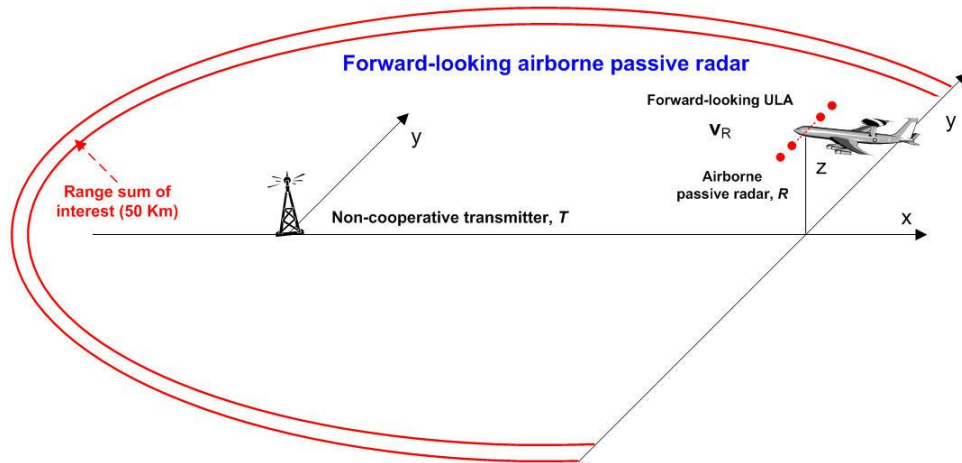 Forward-looking airborne passive radar
Forward-looking ULA
y
v_R
y
z
Airborne
passive radar, R
Range sum of
interest (50 Km)
Non-cooperative transmitter, T
x